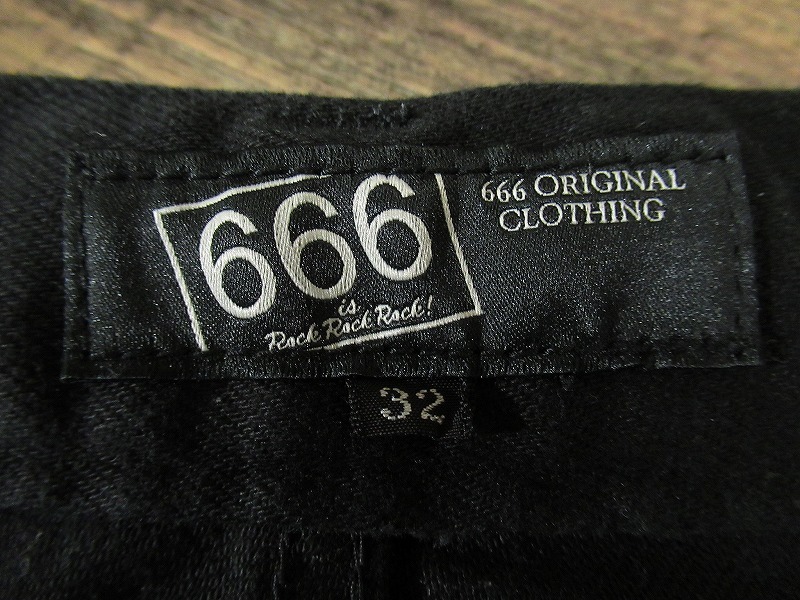 666
is
Rock Rock Rock!
666 ORIGINAL
CLOTHING
32